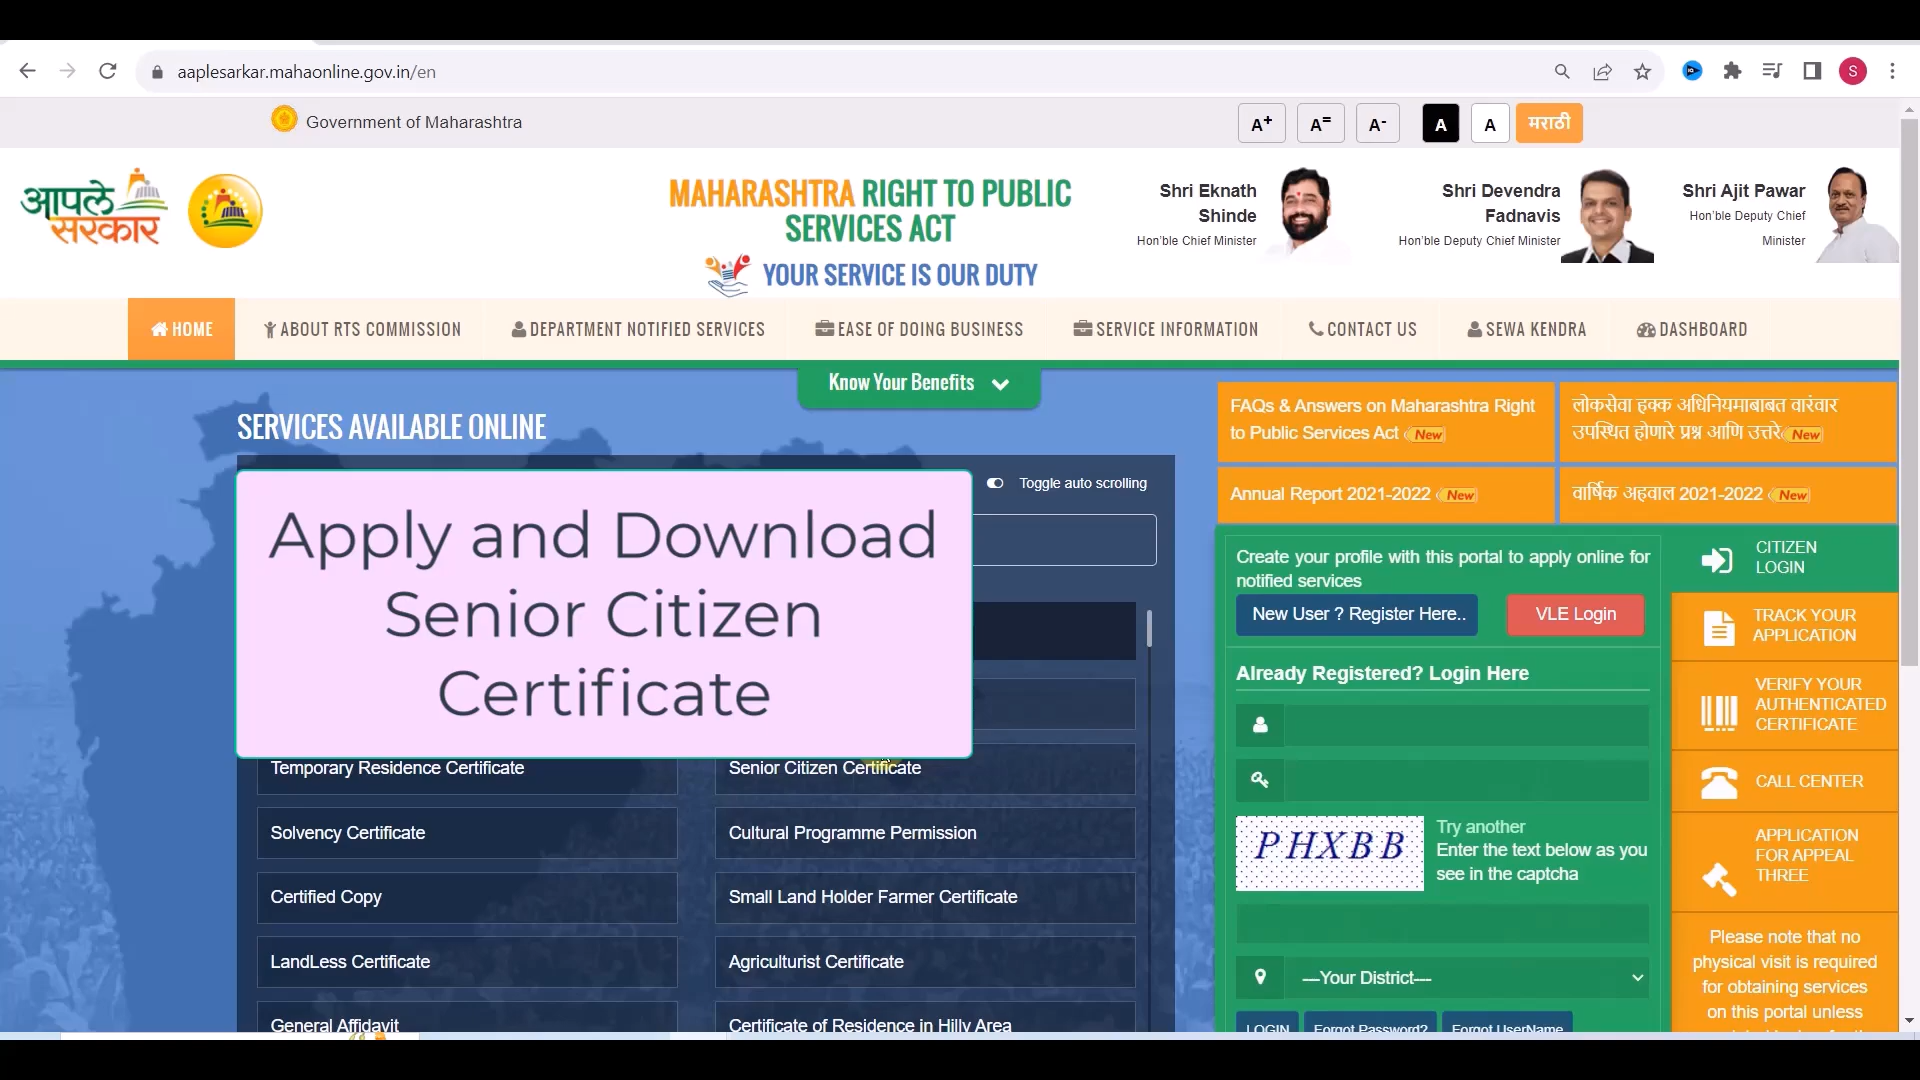 aaplesarkar.mahaonline.gov.in/en
S
Government of Maharashtra
A+
A=
A-
A
A
मराठी
आपले
सरकार
MAHARASHTRA RIGHT TO PUBLIC
SERVICES ACT
YOUR SERVICE IS OUR DUTY
Shri Eknath
Shinde
Hon'ble Chief Minister
Shri Devendra
Fadnavis
Hon'ble Deputy Chief Minister
Shri Ajit Pawar
Hon'ble Deputy Chief
Minister
HOME
ABOUT RTS COMMISSION
DEPARTMENT NOTIFIED SERVICES
EASE OF DOING BUSINESS
SERVICE INFORMATION
CONTACT US
SEWA KENDRA
DASHBOARD
Know Your Benefits
SERVICES AVAILABLE ONLINE
Toggle auto scrolling
Apply and Download
Senior Citizen
Certificate
Temporary Residence Certificate
Senior Citizen Certificate
Solvency Certificate
Cultural Programme Permission
Certified Copy
Small Land Holder Farmer Certificate
LandLess Certificate
Agriculturist Certificate
General Affidavit
Certificate of Residence in Hilly Area
FAQs & Answers on Maharashtra Right
to Public Services Act New
लोकसेवा हक्क अधिनियमाबाबत वारंवार
उपस्थित होणारे प्रश्न आणि उत्तरे New
Annual Report 2021-2022 New
वार्षिक अहवाल 2021-2022 New
Create your profile with this portal to apply online for
notified services
New User ? Register Here..
VLE Login
Already Registered? Login Here
PHXBB
Try another
Enter the text below as you
see in the captcha
---Your District---
LOGIN
Forgot Password?
Forgot UserName
CITIZEN
LOGIN
TRACK YOUR
APPLICATION
VERIFY YOUR
AUTHENTICATED
CERTIFICATE
CALL CENTER
APPLICATION
FOR APPEAL
THREE
Please note that no
physical visit is required
for obtaining services
on this portal unless